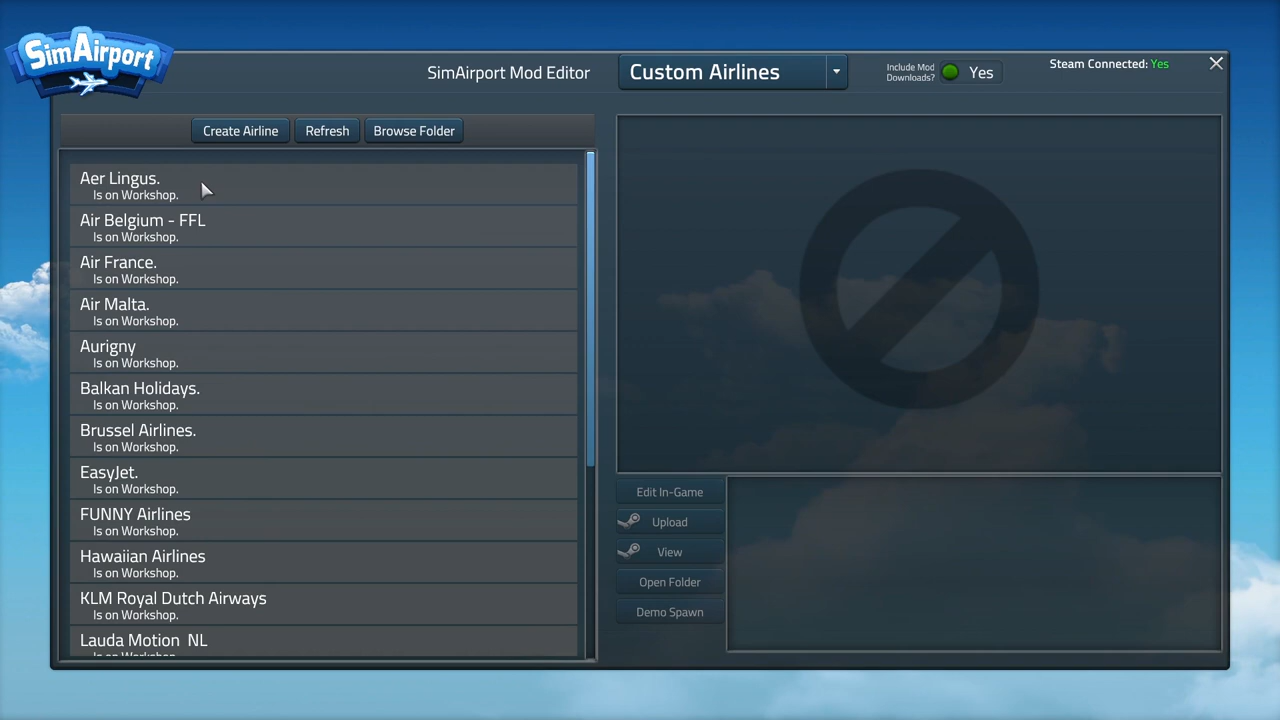 SimAirport
SimAirport Mod Editor
Custom Airlines
Include Mod
Downloads?
Yes
Steam Connected: Yes
Create Airline
Refresh
Browse Folder
Aer Lingus.
Is on Workshop.
Air Belgium - FFL
Is on Workshop.
Air France.
Is on Workshop.
Air Malta.
Is on Workshop.
Aurigny
Is on Workshop.
Balkan Holidays.
Is on Workshop.
Brussel Airlines.
Is on Workshop.
EasyJet.
Is on Workshop.
FUNNY Airlines
Is on Workshop.
Hawaiian Airlines
Is on Workshop.
KLM Royal Dutch Airways
Is on Workshop.
Lauda Motion NL
Is on Workshop.
Edit In-Game
Upload
View
Open Folder
Demo Spawn